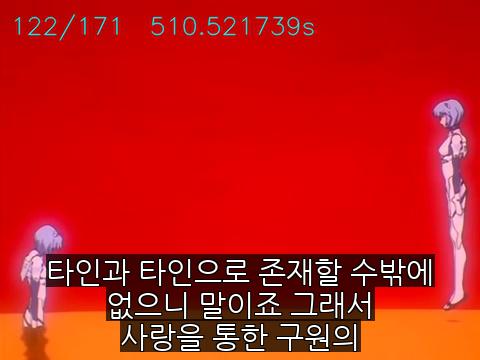 122/171 510.521739s
타인과 타인으로 존재할 수밖에
없으니 말이죠 그래서
사랑을 통한 구원의